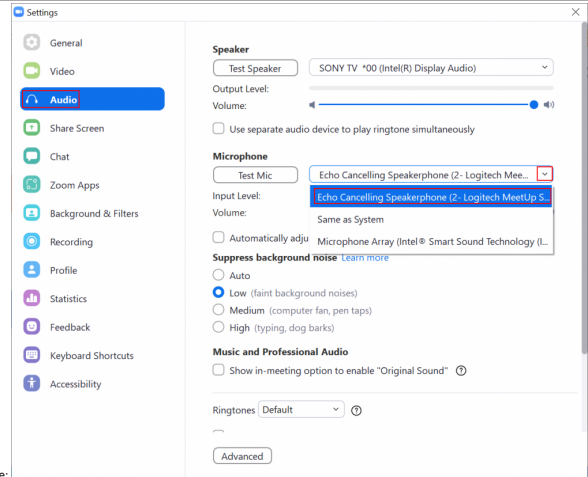 Settings
General
Video
Audio
Share Screen
Chat
Zoom Apps
Background & Filters
Recording
Profile
Statistics
Feedback
Keyboard Shortcuts
Accessibility
Speaker
Test Speaker
SONY TV *00 (Intel(R) Display Audio)
Output Level:
Volume:
Use separate audio device to play ringtone simultaneously
Microphone
Test Mic
Echo Cancelling Speakerphone (2- Logitech Mee...
Input Level:
Echo Cancelling Speakerphone (2- Logitech MeetUp S...
Volume:
Same as System
Automatically adju
Microphone Array (Intel® Smart Sound Technology (I...
Suppress background noise Learn more
Auto
Low (faint background noises)
Medium (computer fan, pen taps)
High (typing, dog barks)
Music and Professional Audio
Show in-meeting option to enable "Original Sound"
Ringtones Default
Advanced
e: